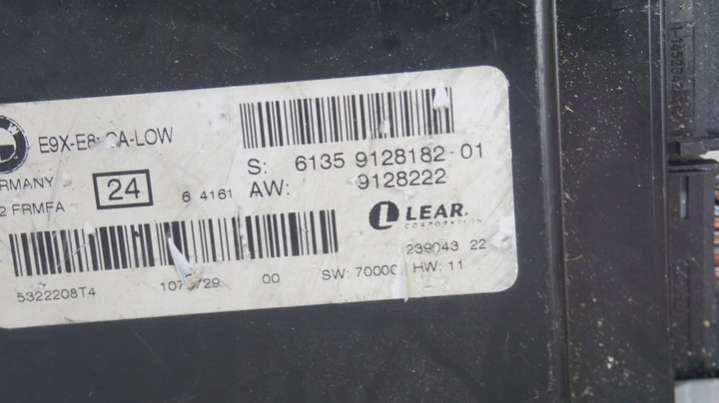 E9X-E8 CA-LOW
S: 6135 9128182-01
AW: 9128222
RMANY
24
6 4161
2 FRMFA
LEAR.
CORPORATION
239043 22
SW: 7000 HW: 11
5322208T4
00